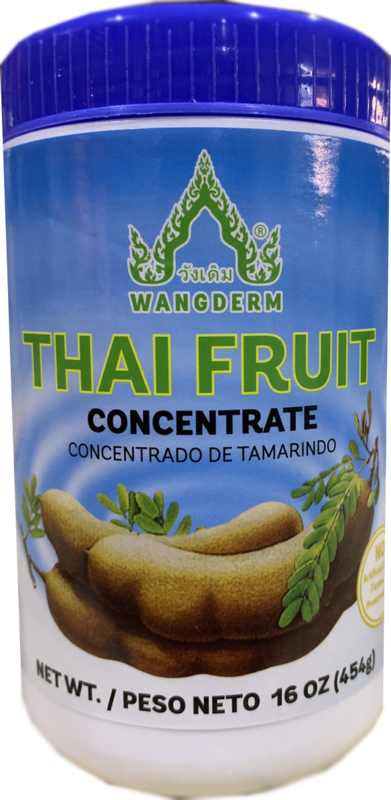 ®
วังเดิม
WANGDERM
THAI FRUIT
CONCENTRATE
CONCENTRADO DE TAMARINDO
NET WT. / PESO NETO 16 OZ (454g)